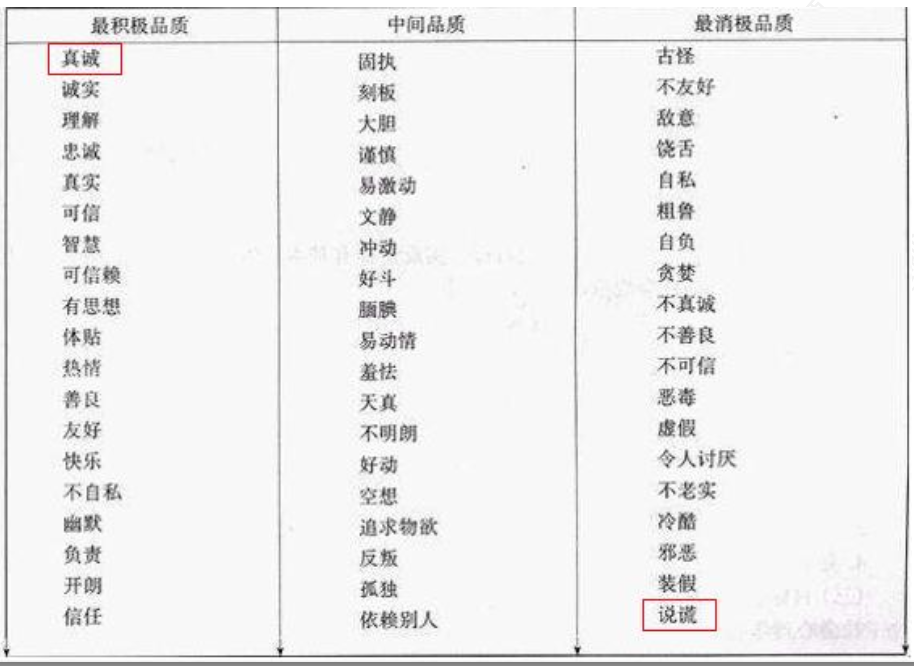 最积极品质 中间品质 最消极品质
真诚 固执 古怪
诚实 刻板 不友好
理解 大胆 敌意
忠诚 谨慎 饶舌
真实 易激动 自私
可信 文静 粗鲁
智慧 冲动 自负
可信赖 好斗 贪婪
有思想 腼腆 不真诚
体贴 易动情 不善良
热情 羞怯 不可信
善良 天真 恶毒
友好 不明朗 虚假
快乐 好动 令人讨厌
不自私 空想 不老实
幽默 追求物欲 冷酷
负责 反叛 邪恶
开朗 孤独 装假
信任 依赖别人 说谎